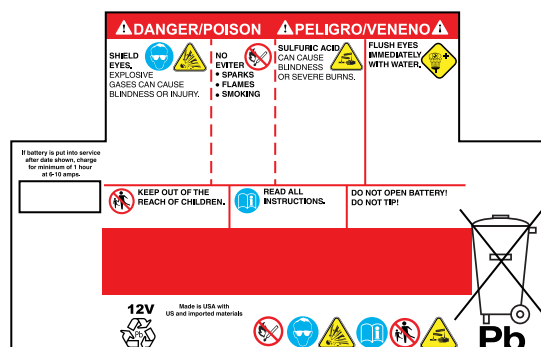 DANGER/POISON
PELIGRO/VENENO
SHIELD
EYES.
EXPLOSIVE
GASES CAN CAUSE
BLINDNESS OR INJURY.
NO
EVITER
• SPARKS
• FLAMES
• SMOKING
SULFURIC ACID
CAN CAUSE
BLINDNESS
OR SEVERE BURNS.
FLUSH EYES
IMMEDIATELY
WITH WATER.
If battery is put into service
after date shown, charge
for minimum of 1 hour
at 6-10 amps.
KEEP OUT OF THE
REACH OF CHILDREN.
READ ALL
INSTRUCTIONS.
DO NOT OPEN BATTERY!
DO NOT TIP!
12V
Pb
Made is USA with
US and imported materials
Pb